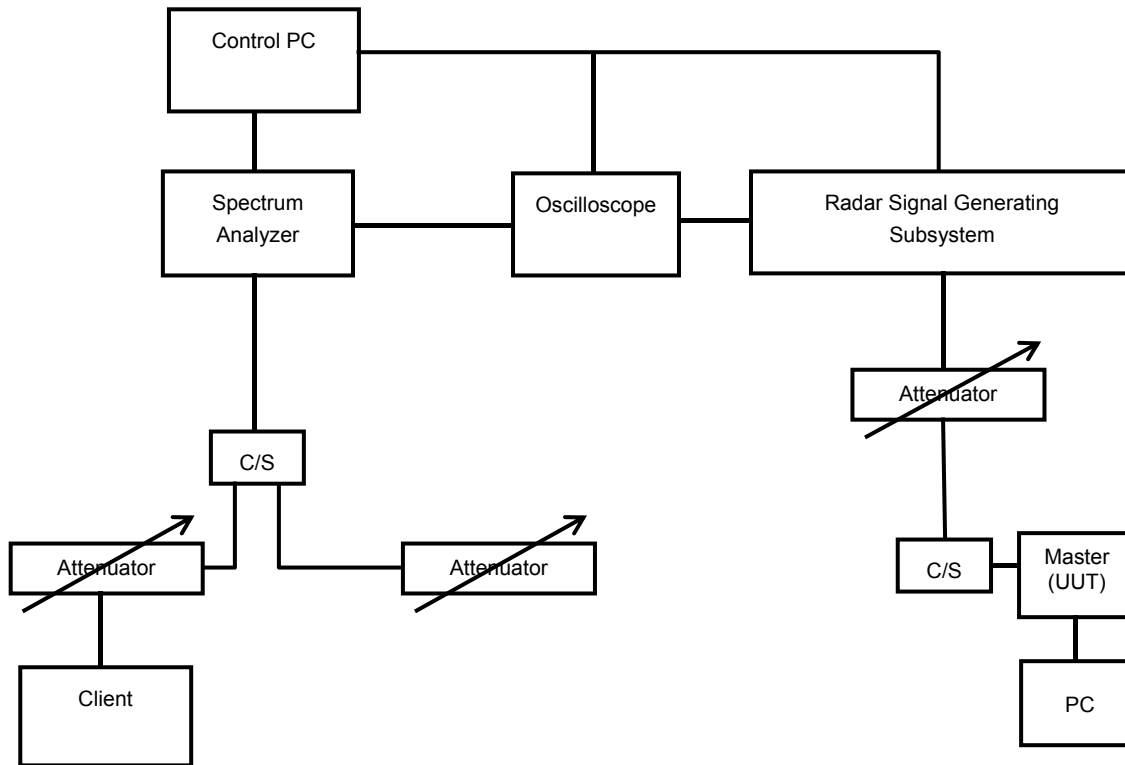 Control PC
Spectrum
Analyzer
Oscilloscope
Radar Signal Generating
Subsystem
Attenuator
C/S
Attenuator
Attenuator
C/S
Master
(UUT)
Client
PC